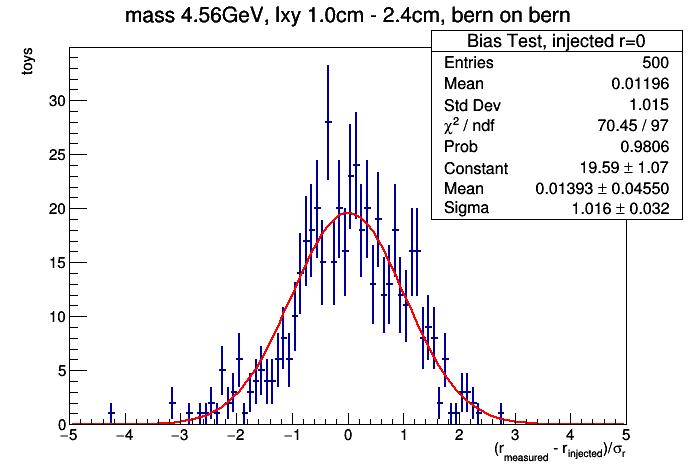 mass 4.56GeV, lxy 1.0cm - 2.4cm, bern on bern
Bias Test, injected r=0
Entries 500
Mean 0.01196
Std Dev 1.015
χ² / ndf 70.45 / 97
Prob 0.9806
Constant 19.59 ± 1.07
Mean 0.01393 ± 0.04550
Sigma 1.016 ± 0.032
toys
30
25
20
15
10
5
0
−5 −4 −3 −2 −1 0 1 2 3 4 5
(r_measured - r_injected)/σ_r